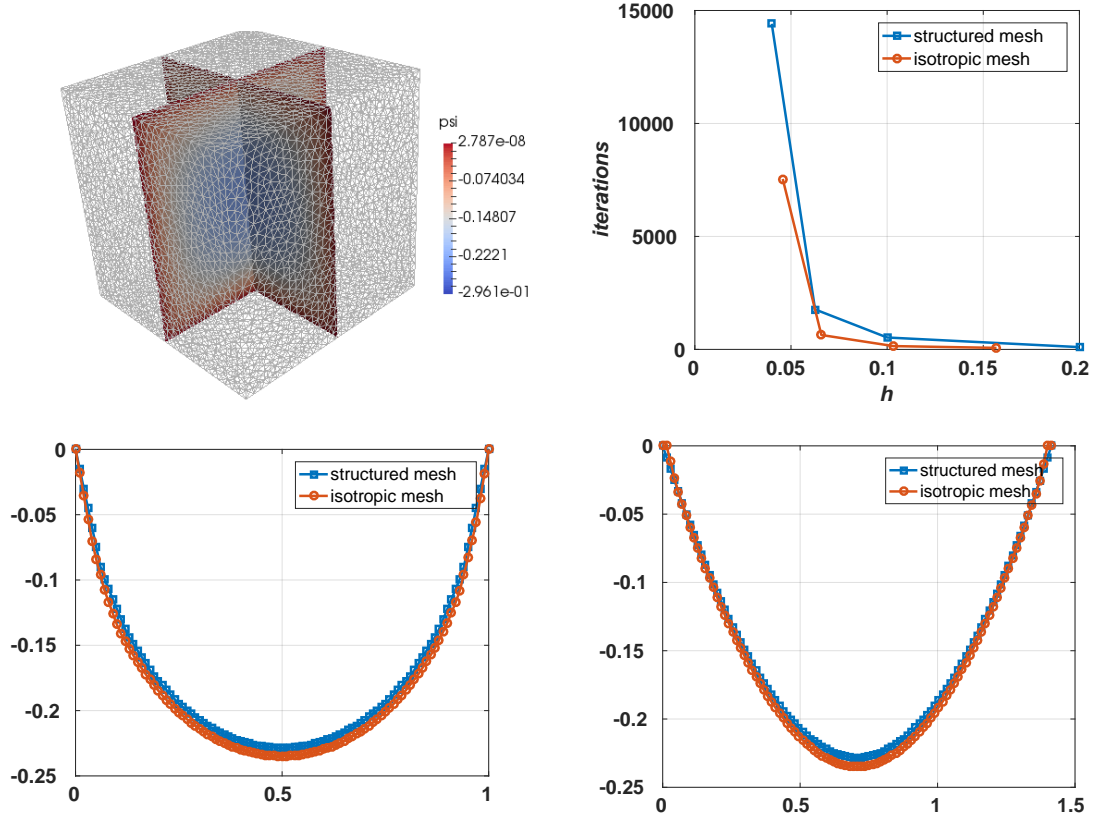 psi
2.787e-08
-0.074034
-0.14807
-0.2221
-2.961e-01
15000
10000
5000
0
iterations
structured mesh
isotropic mesh
0
0.05
0.1
0.15
0.2
h
0
-0.05
-0.1
-0.15
-0.2
-0.25
structured mesh
isotropic mesh
0
0.5
1
0
-0.05
-0.1
-0.15
-0.2
-0.25
structured mesh
isotropic mesh
0
0.5
1
1.5